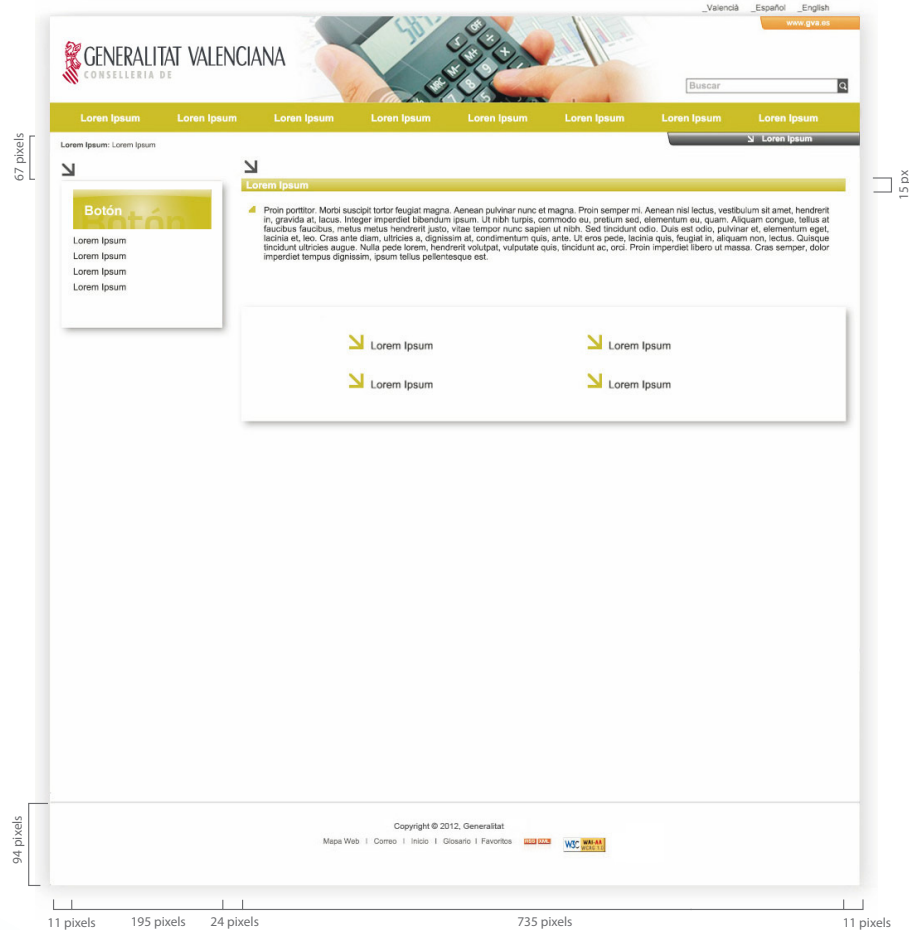 _Valencià _Español _English
www.gva.es
GENERALITAT VALENCIANA
CONSELLERIA DE
Buscar
Loren Ipsum Loren Ipsum Loren Ipsum Loren Ipsum Loren Ipsum Loren Ipsum Loren Ipsum Loren Ipsum
Loren Ipsum
67 pixels
Lorem Ipsum: Lorem Ipsum
15 px
Lorem Ipsum
Botón
Botón
Lorem Ipsum
Lorem Ipsum
Lorem Ipsum
Lorem Ipsum
Proin porttitor. Morbi suscipit tortor feugiat magna. Aenean pulvinar nunc et magna. Proin semper mi. Aenean nisl lectus, vestibulum sit amet, hendrerit
in, gravida at, lacus. Integer imperdiet bibendum ipsum. Ut nibh turpis, commodo eu, pretium sed, elementum eu, quam. Aliquam congue, tellus at
faucibus faucibus, metus metus hendrerit justo, vitae tempor nunc sapien ut nibh. Sed tincidunt odio. Duis est odio, pulvinar et, elementum eget,
lacinia et, leo. Cras ante diam, ultricies a, dignissim at, condimentum quis, ante. Ut eros pede, lacinia quis, feugiat in, aliquam non, lectus. Quisque
tincidunt ultricies augue. Nulla pede lorem, hendrerit volutpat, vulputate quis, tincidunt ac, orci. Proin imperdiet libero ut massa. Cras semper, dolor
imperdiet tempus dignissim, ipsum tellus pellentesque est.
Lorem Ipsum Lorem Ipsum
Lorem Ipsum Lorem Ipsum
94 pixels
Copyright © 2012, Generalitat
Mapa Web | Correo | Inicio | Glosario | Favoritos
W3C WAI-AA WCAG 1.0
11 pixels 195 pixels 24 pixels 735 pixels 11 pixels